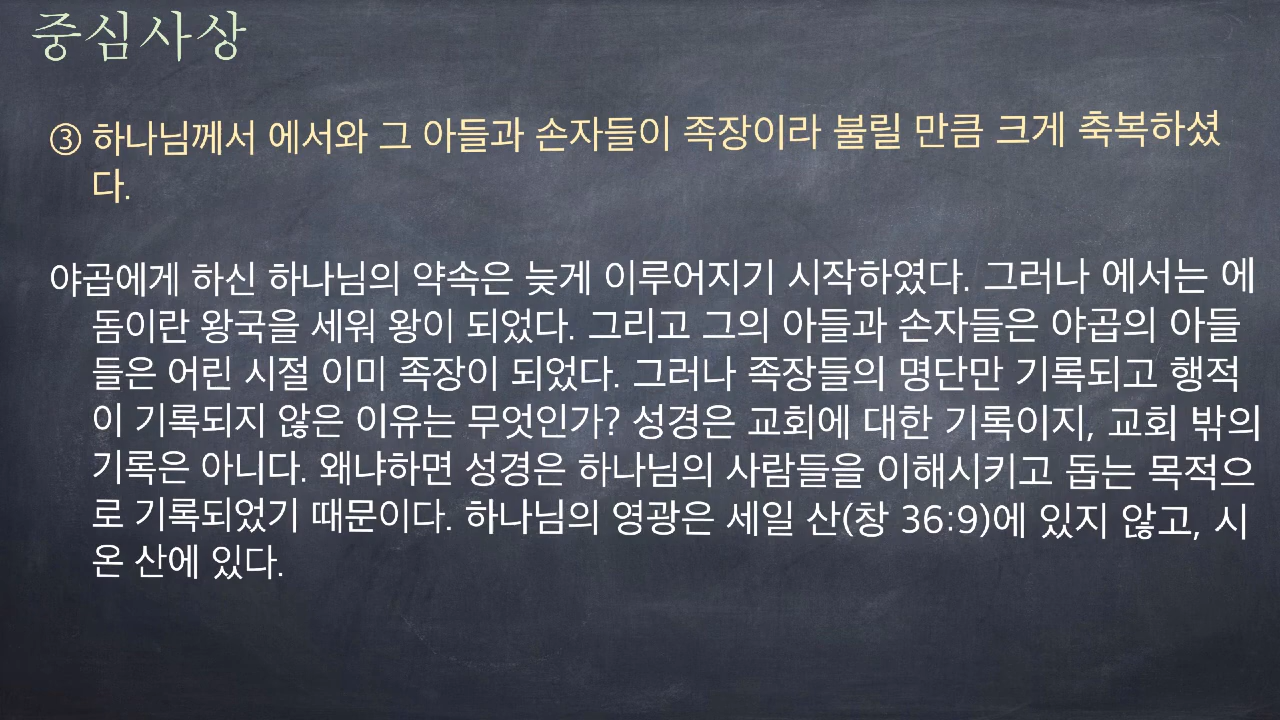 중심사상
③ 하나님께서 에서와 그 아들과 손자들이 족장이라 불릴 만큼 크게 축복하셨
다.
야곱에게 하신 하나님의 약속은 늦게 이루어지기 시작하였다. 그러나 에서는 에
돔이란 왕국을 세워 왕이 되었다. 그리고 그의 아들과 손자들은 야곱의 아들
들은 어린 시절 이미 족장이 되었다. 그러나 족장들의 명단만 기록되고 행적
이 기록되지 않은 이유는 무엇인가? 성경은 교회에 대한 기록이지, 교회 밖의
기록은 아니다. 왜냐하면 성경은 하나님의 사람들을 이해시키고 돕는 목적으
로 기록되었기 때문이다. 하나님의 영광은 세일 산(창 36:9)에 있지 않고, 시
온 산에 있다.